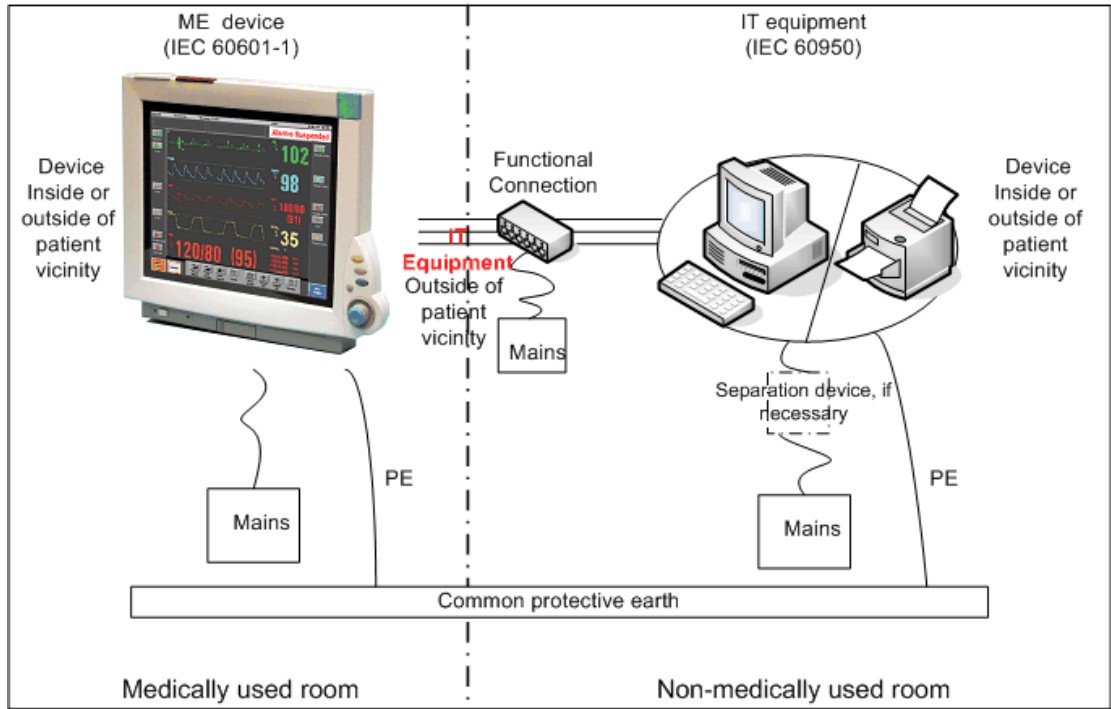 ME device
(IEC 60601-1)
IT equipment
(IEC 60950)
Device
Inside or
outside of
patient
vicinity
Alarms Suspended
102
98
100/80
(91)
35
120/80 (95)
Functional
Connection
IT
Equipment
Outside of
patient
vicinity
Mains
Device
Inside or
outside of
patient
vicinity
Separation device, if
necessary
Mains
PE
Mains
PE
Common protective earth
Medically used room
Non-medically used room